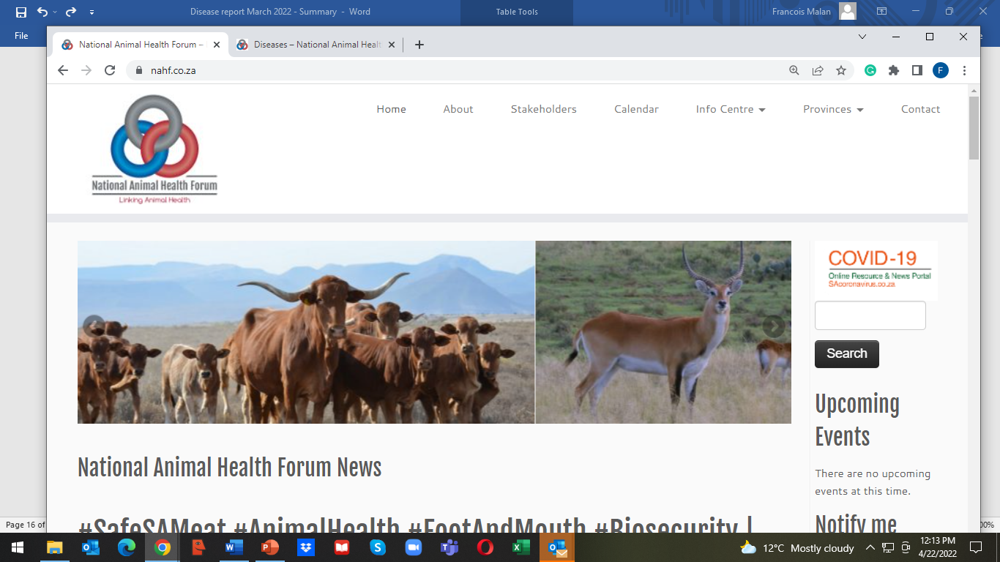 Disease report March 2022 - Summary - Word
Table Tools
Francois Malan
File
National Animal Health Forum –
Diseases – National Animal Healt
nahf.co.za
F
Home
About
Stakeholders
Calendar
Info Centre
Provinces
Contact
National Animal Health Forum
Linking Animal Health
COVID-19
Online Resource & News Portal
SAcoronavirus.co.za
Search
Upcoming
Events
There are no upcoming
events at this time.
National Animal Health Forum News
#SafeSAMeat #AnimalHealth #FootAndMouth #Biosecurity |
Notify me
Page 16 of
00%
12°C Mostly cloudy
12:13 PM
4/22/2022